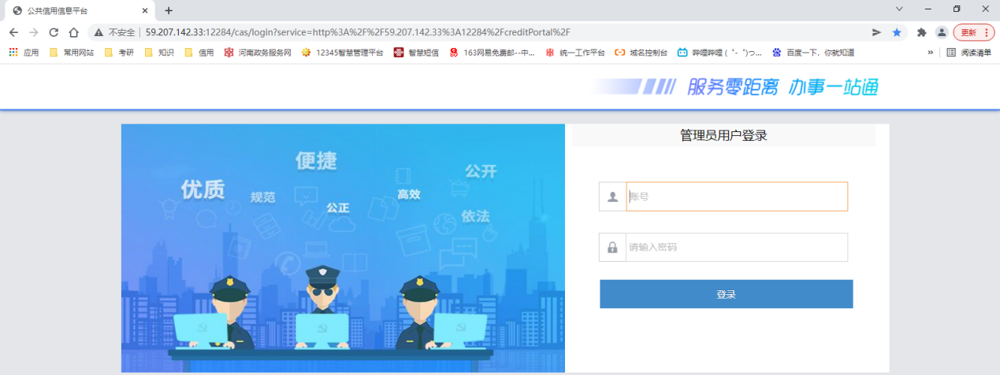 公共信用信息平台
不安全 59.207.142.33:12284/cas/login?service=http%3A%2F%2F59.207.142.33%3A12284%2FcreditPortal%2F 更新
应用 常用网站 考研 知识 信用 河南政务服务网 12345智慧管理平台 智慧短信 163网易免费邮--中... 统一工作平台 域名控制台 哔哩哔哩 (゜-゜)つ... 百度一下，你就知道 » 阅读清单
服务零距离 办事一站通
管理员用户登录
便捷
公开
优质
规范
高效
公正
依法
账号
请输入密码
登录